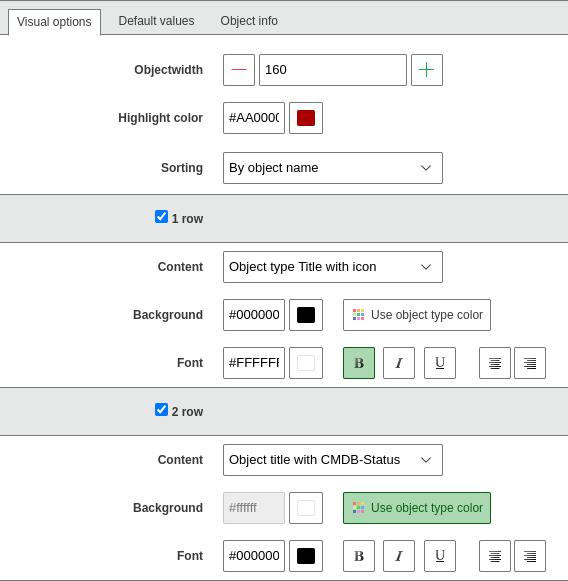 Visual options Default values Object info
Objectwidth 160
Highlight color #AA000
Sorting By object name
1 row
Content Object type Title with icon
Background #000000 Use object type color
Font #FFFFFF B I U
2 row
Content Object title with CMDB-Status
Background #ffffff Use object type color
Font #000000 B I U